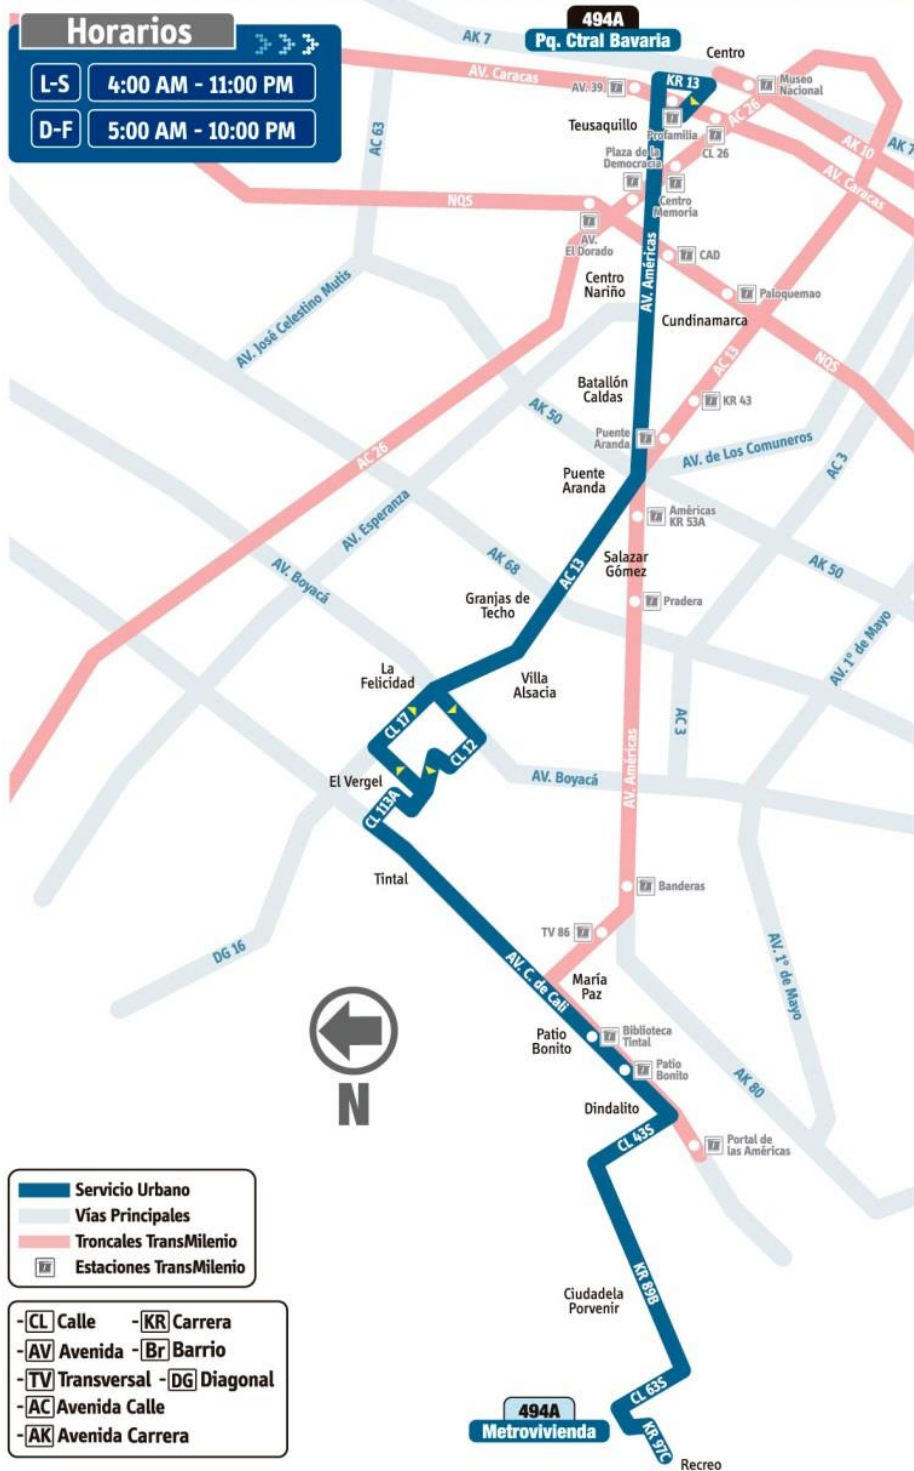 Horarios
L-S
4:00 AM - 11:00 PM
D-F
5:00 AM - 10:00 PM
494A
Pq. Ctral Bavaria
AK 7
Centro
AV. Caracas
AV. 39
KR 13
Museo
Nacional
AC 63
Teusaquillo
Profamilia
AC 26
CL 26
AK 10
AK 7
Plaza de la
Democracia
AV. Caracas
NQS
Centro
Memoria
AV.
El Dorado
AV. Américas
CAD
Centro
Nariño
Paloquemao
AV. José Celestino Mutis
Cundinamarca
AC 13
NQS
Batallón
Caldas
AK 50
KR 43
Puente
Aranda
AV. de Los Comuneros
AC 26
AC 3
Puente
Aranda
AV. Esperanza
Américas
KR 53A
AV. Boyacá
AK 68
AC 13
Salazar
Gómez
AK 50
Granjas de
Techo
Pradera
AV. 1° de Mayo
La
Felicidad
Villa
Alsacia
CL 17
AC 3
CL 12
El Vergel
AV. Boyacá
AV. Américas
CL 113A
Tintal
Banderas
DG 16
TV 86
AV. 1° de Mayo
AV. C. de Cali
María
Paz
N
Patio
Bonito
Biblioteca
Tintal
Patio
Bonito
AK 80
Dindalito
CL 43S
Portal de
las Américas
Servicio Urbano
Vías Principales
Troncales TransMilenio
Estaciones TransMilenio
KR 89B
Ciudadela
Porvenir
-CL Calle -KR Carrera
-AV Avenida -Br Barrio
-TV Transversal -DG Diagonal
-AC Avenida Calle
-AK Avenida Carrera
CL 63S
494A
Metrovivienda
KR 97C
Recreo